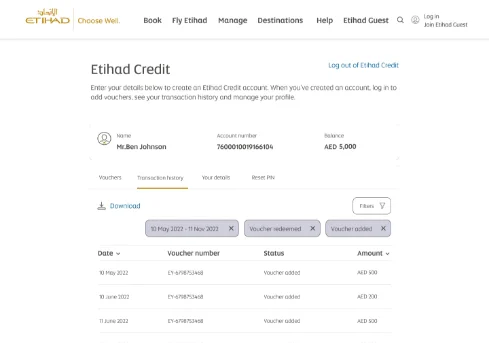 الاتحاد
ETIHAD
Choose Well.
Book Fly Etihad Manage Destinations Help Etihad Guest
Log in
Join Etihad Guest
Etihad Credit
Log out of Etihad Credit
Enter your details below to create an Etihad Credit account. When you've created an account, log in to
add vouchers, see your transaction history and manage your profile.
Name Account number Balance
Mr.Ben Johnson 7600010019166104 AED 5,000
Vouchers Transaction history Your details Reset PIN
Download
Filters
10 May 2022 - 11 Nov 2022 Voucher redeemed Voucher added
Date Voucher number Status Amount
10 May 2022 EY-6798753468 Voucher added AED 500
10 June 2022 EY-6798753468 Voucher added AED 200
11 June 2022 EY-6798753468 Voucher added AED 500